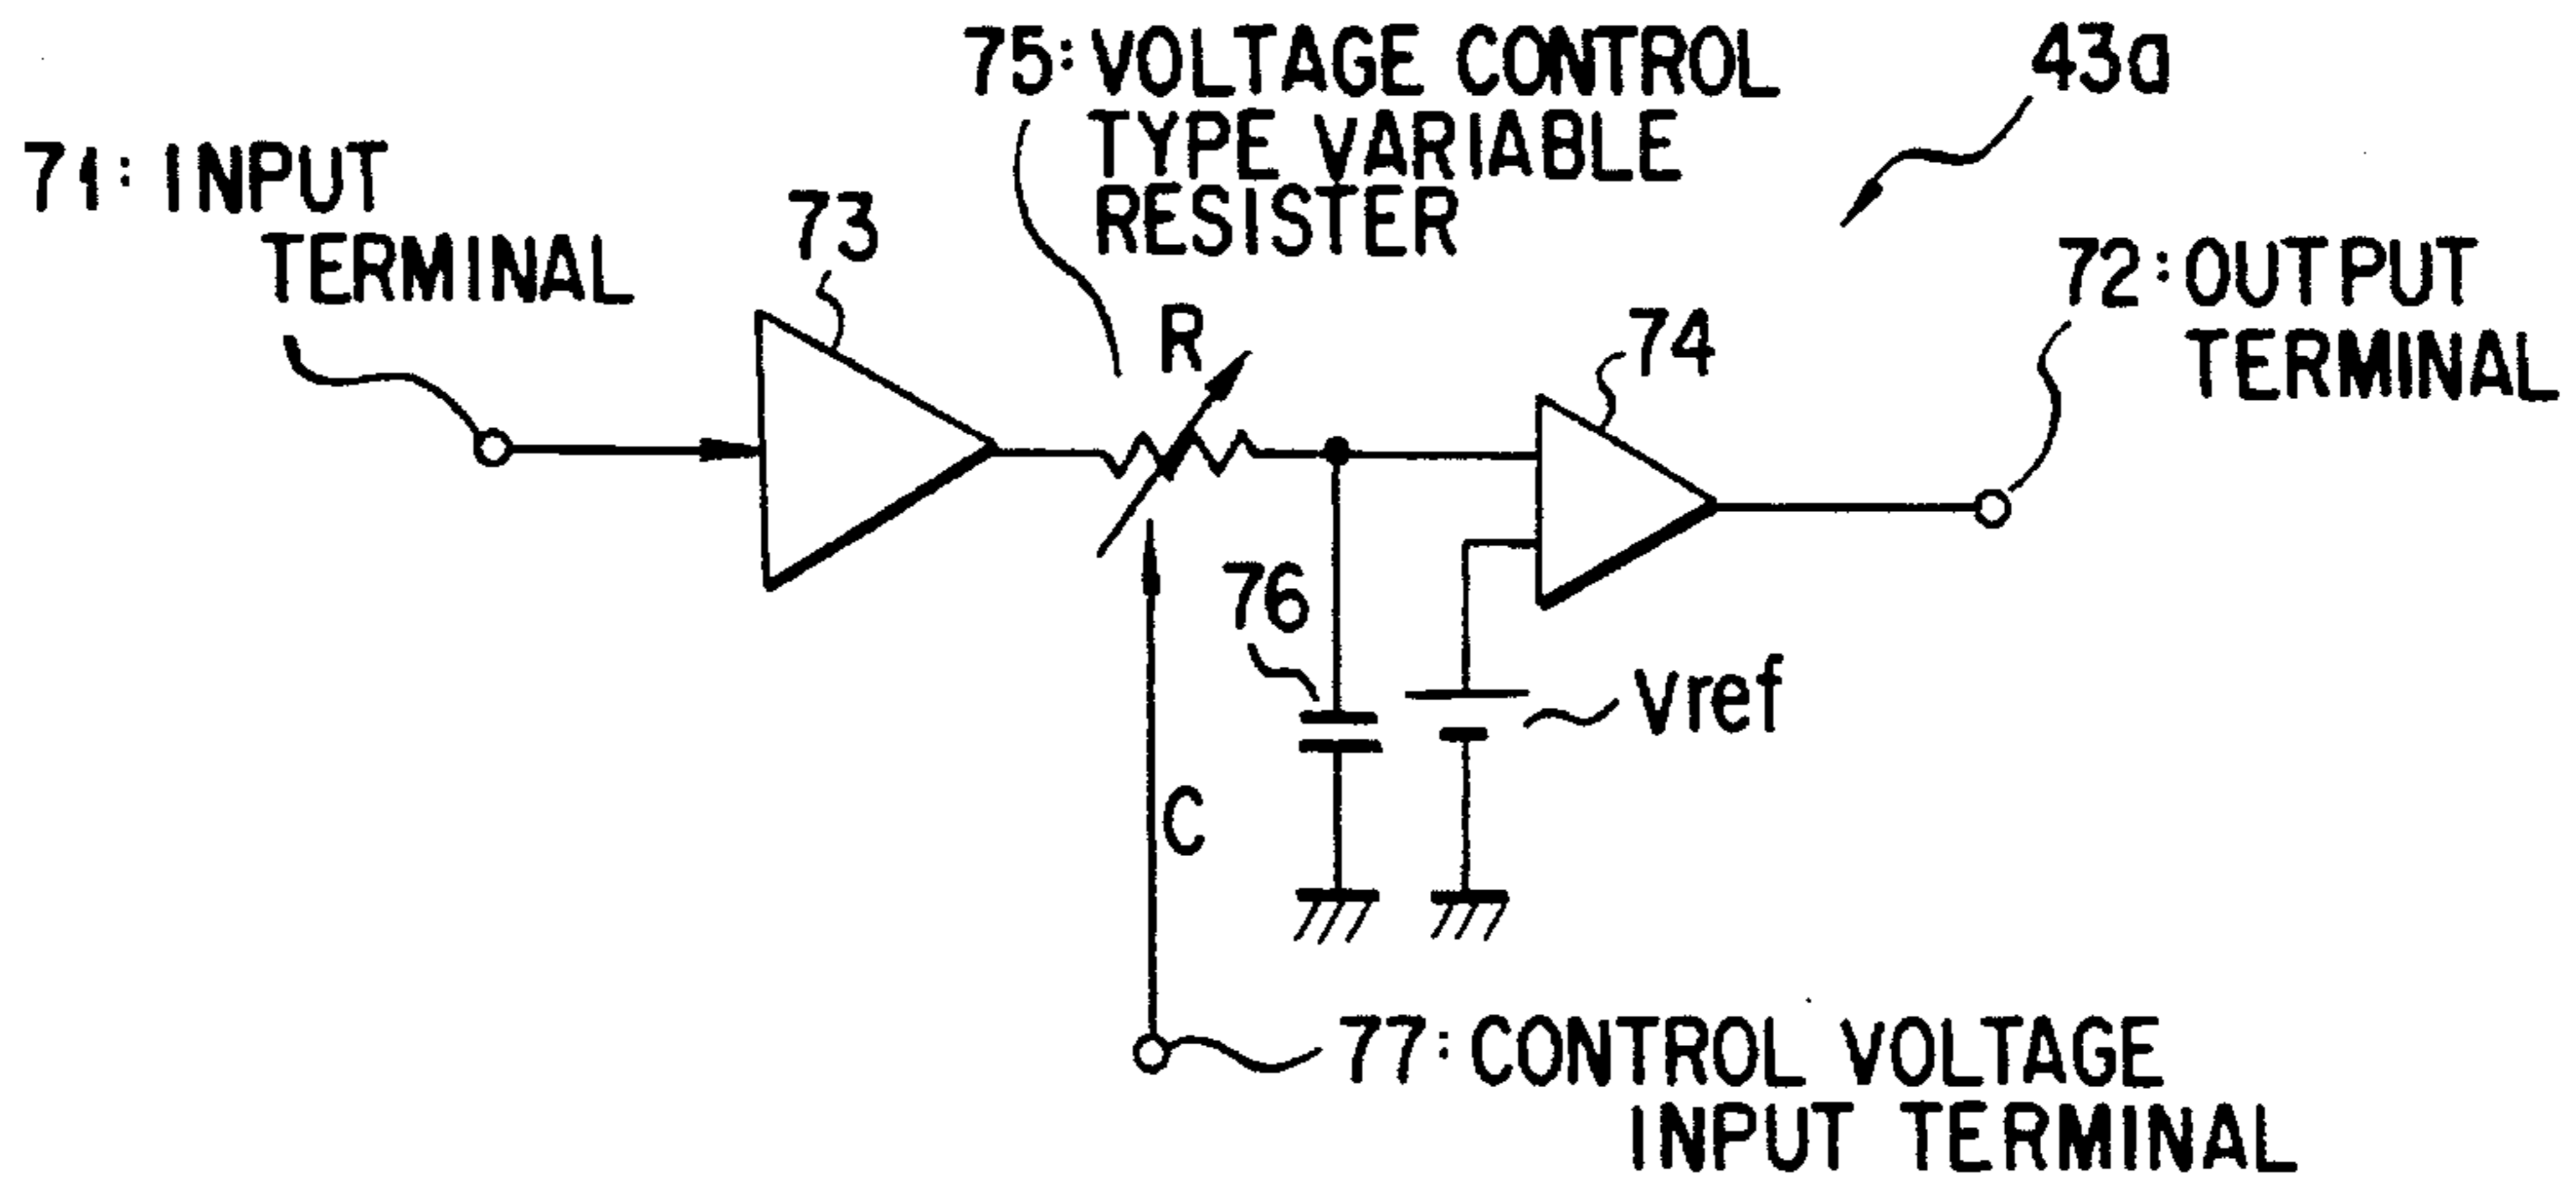 75: VOLTAGE CONTROL
TYPE VARIABLE
RESISTER
43a
71: INPUT
TERMINAL
73
72: OUTPUT
TERMINAL
R
74
76
Vref
C
77: CONTROL VOLTAGE
INPUT TERMINAL